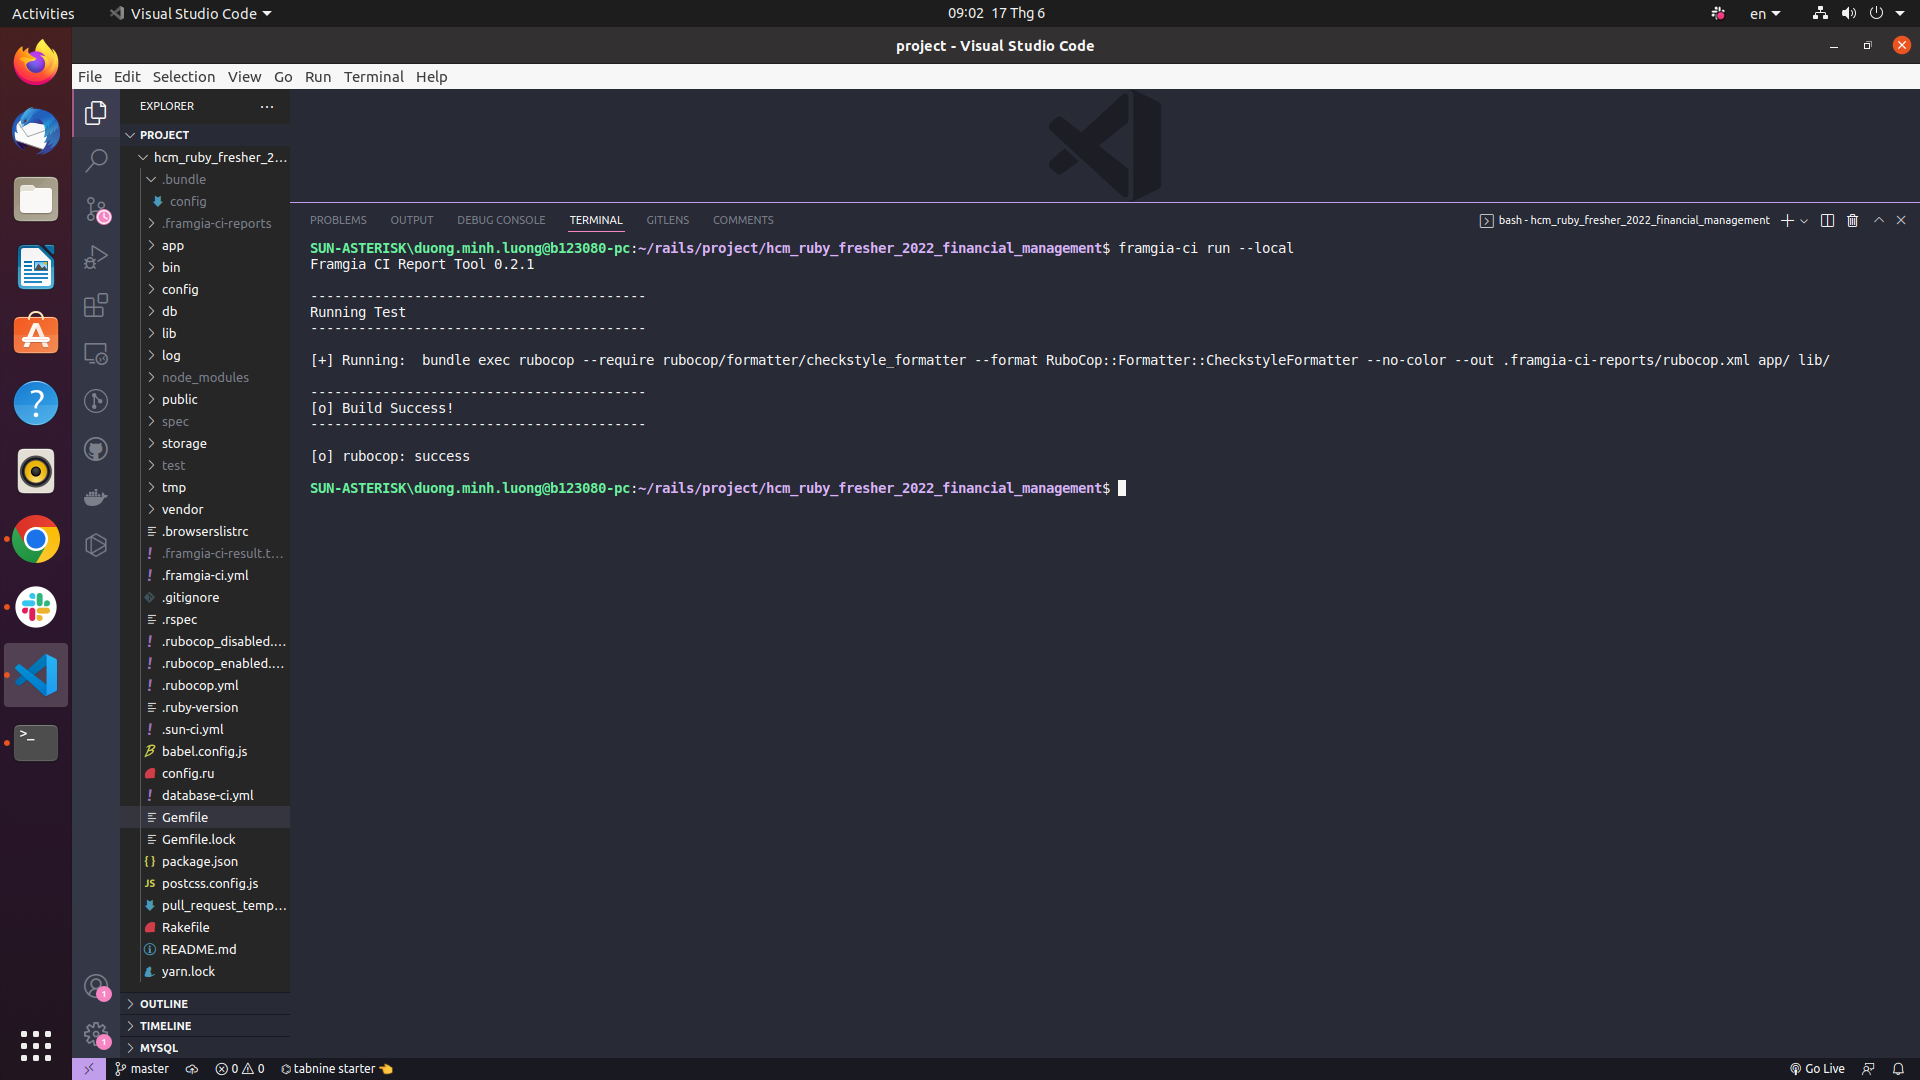 Activities
Visual Studio Code
09:02 17 Thg 6
en
project - Visual Studio Code
File Edit Selection View Go Run Terminal Help
EXPLORER
PROJECT
hcm_ruby_fresher_2...
.bundle
config
.framgia-ci-reports
app
bin
config
db
lib
log
node_modules
public
spec
storage
test
tmp
vendor
.browserslistrc
.framgia-ci-result.t...
.framgia-ci.yml
.gitignore
.rspec
.rubocop_disabled....
.rubocop_enabled....
.rubocop.yml
.ruby-version
.sun-ci.yml
babel.config.js
config.ru
database-ci.yml
Gemfile
Gemfile.lock
package.json
postcss.config.js
pull_request_temp...
Rakefile
README.md
yarn.lock
OUTLINE
TIMELINE
MYSQL
PROBLEMS OUTPUT DEBUG CONSOLE TERMINAL GITLENS COMMENTS
bash - hcm_ruby_fresher_2022_financial_management
SUN-ASTERISK\duong.minh.luong@b123080-pc:~/rails/project/hcm_ruby_fresher_2022_financial_management$ framgia-ci run --local
Framgia CI Report Tool 0.2.1
------------------------------------------
Running Test
------------------------------------------
[+] Running:  bundle exec rubocop --require rubocop/formatter/checkstyle_formatter --format RuboCop::Formatter::CheckstyleFormatter --no-color --out .framgia-ci-reports/rubocop.xml app/ lib/
------------------------------------------
[o] Build Success!
------------------------------------------
[o] rubocop: success
SUN-ASTERISK\duong.minh.luong@b123080-pc:~/rails/project/hcm_ruby_fresher_2022_financial_management$
master
0 0
tabnine starter
Go Live